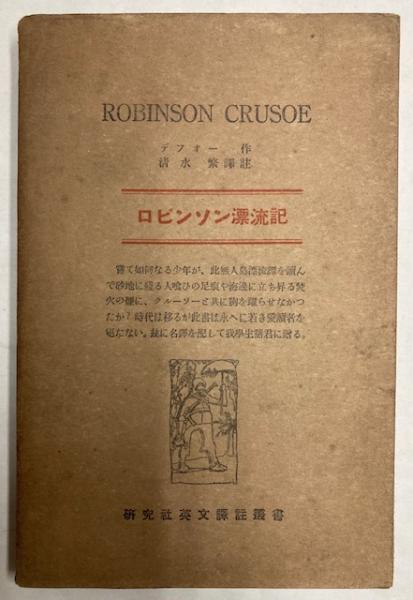 ROBINSON CRUSOE
デフォー 作
清水 繁譯註
ロビンソン漂流記
嘗て如何なる少年が、此無人島漂流譚を讀ん
で砂地に殘る人喰ひの足痕や海邊に立ち昇る焚
火の煙に、クルーソーと共に胸を躍らせなかつ
たか？時代は移るが此書は永へに若き愛讀者を
絕たない。玆に名譯を配して我學生諸君に贈る。
研究社英文譯註叢書